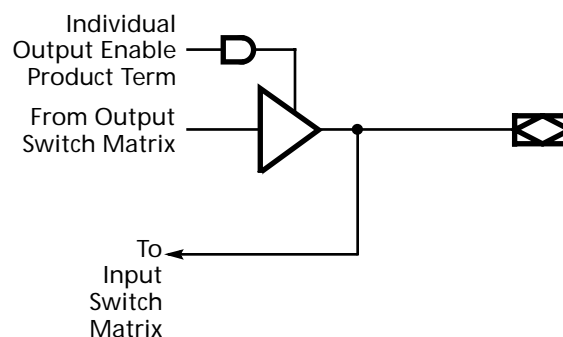 Individual
Output Enable
Product Term
From Output
Switch Matrix
To
Input
Switch
Matrix